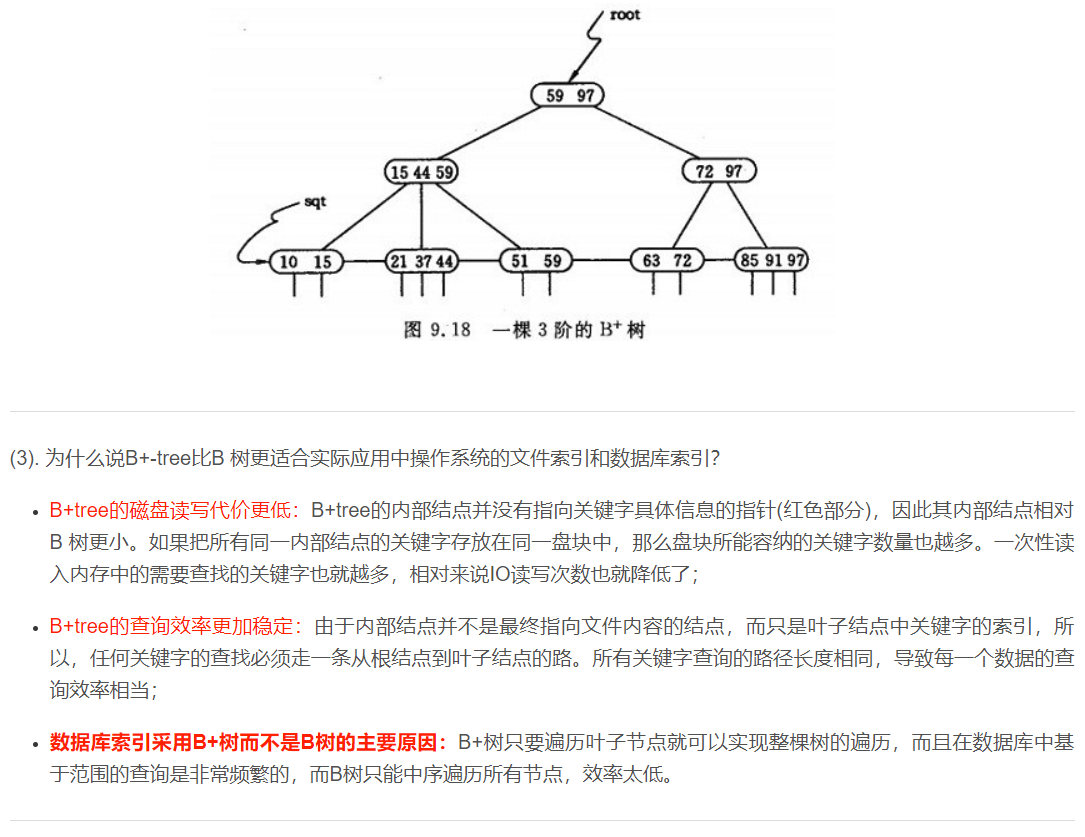 root
59 97
15 44 59
72 97
sqt
10 15
21 37 44
51 59
63 72
85 91 97
图 9.18 一棵 3 阶的 B+ 树
(3). 为什么说B+-tree比B 树更适合实际应用中操作系统的文件索引和数据库索引?
B+tree的磁盘读写代价更低：B+tree的内部结点并没有指向关键字具体信息的指针(红色部分)，因此其内部结点相对
B 树更小。如果把所有同一内部结点的关键字存放在同一盘块中，那么盘块所能容纳的关键字数量也越多。一次性读
入内存中的需要查找的关键字也就越多，相对来说IO读写次数也就降低了；
B+tree的查询效率更加稳定：由于内部结点并不是最终指向文件内容的结点，而只是叶子结点中关键字的索引，所
以，任何关键字的查找必须走一条从根结点到叶子结点的路。所有关键字查询的路径长度相同，导致每一个数据的查
询效率相当；
数据库索引采用B+树而不是B树的主要原因：B+树只要遍历叶子节点就可以实现整棵树的遍历，而且在数据库中基
于范围的查询是非常频繁的，而B树只能中序遍历所有节点，效率太低。